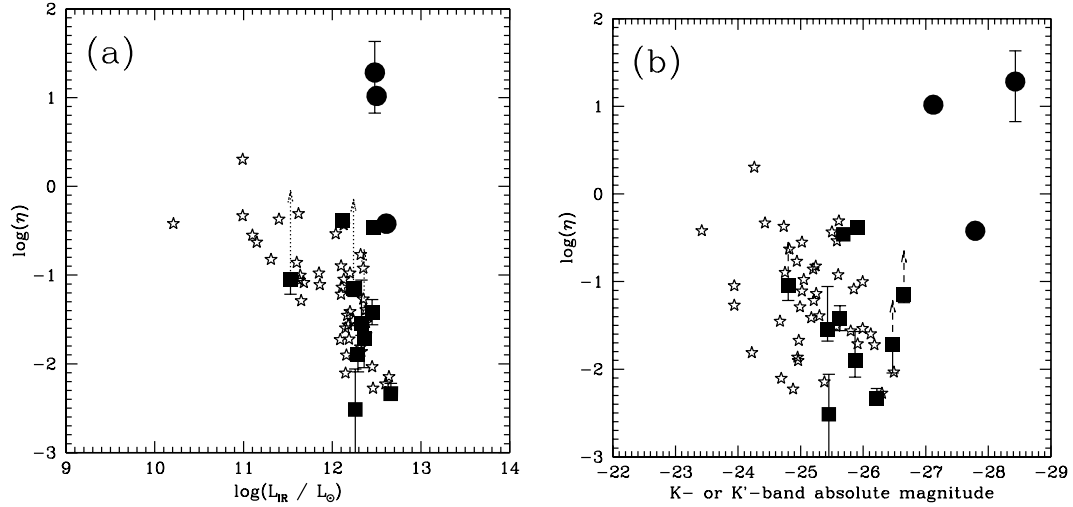 (a)
2
1
0
−1
−2
−3
log(η)
9 10 11 12 13 14
log(L_IR / L_⊙)
(b)
2
1
0
−1
−2
−3
log(η)
−22 −23 −24 −25 −26 −27 −28 −29
K− or K'−band absolute magnitude